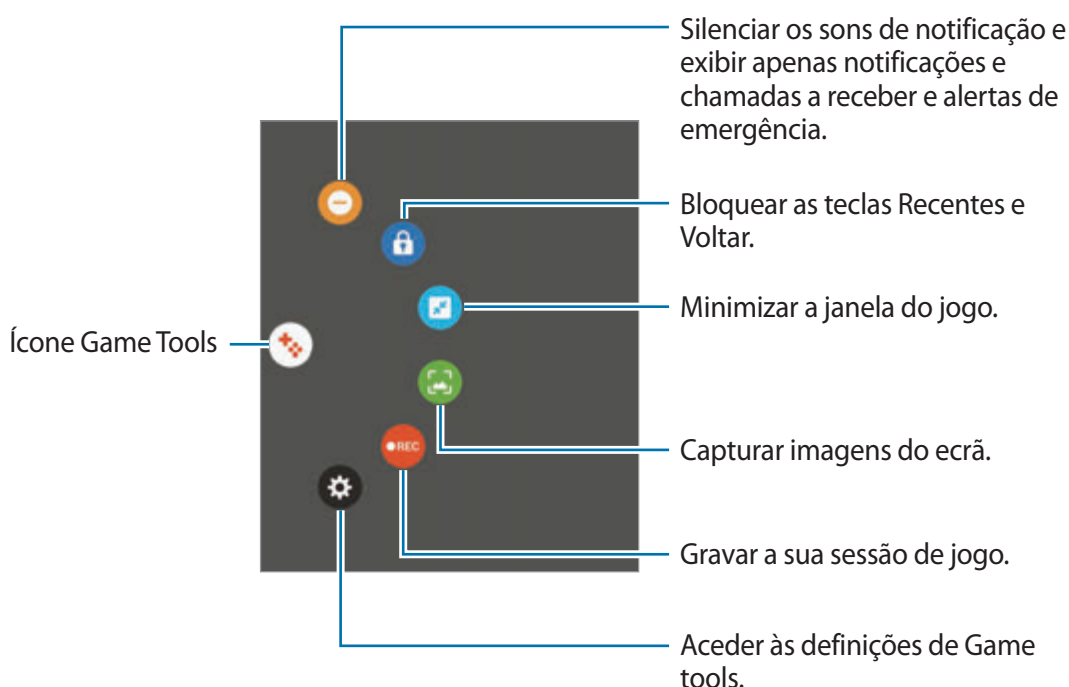 Silenciar os sons de notificação e
exibir apenas notificações e
chamadas a receber e alertas de
emergência.
Bloquear as teclas Recentes e
Voltar.
Minimizar a janela do jogo.
Ícone Game Tools
Capturar imagens do ecrã.
REC
Gravar a sua sessão de jogo.
Aceder às definições de Game
tools.